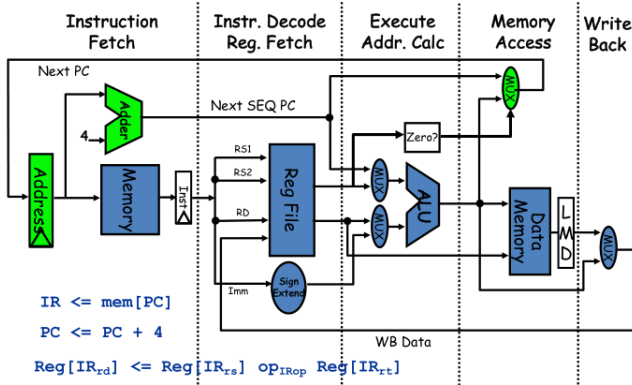 Instruction Fetch
Instr. Decode Reg. Fetch
Execute Addr. Calc
Memory Access
Write Back
Next PC
Next SEQ PC
Adder
4
MUX
Zero?
RS1
RS2
RD
Imm
Address
Memory
Inst
Reg File
MUX
MUX
ALU
Data Memory
L M D
MUX
Sign Extend
WB Data
IR <= mem[PC]
PC <= PC + 4
Reg[IRrd] <= Reg[IRrs] opIRop Reg[IRrt]